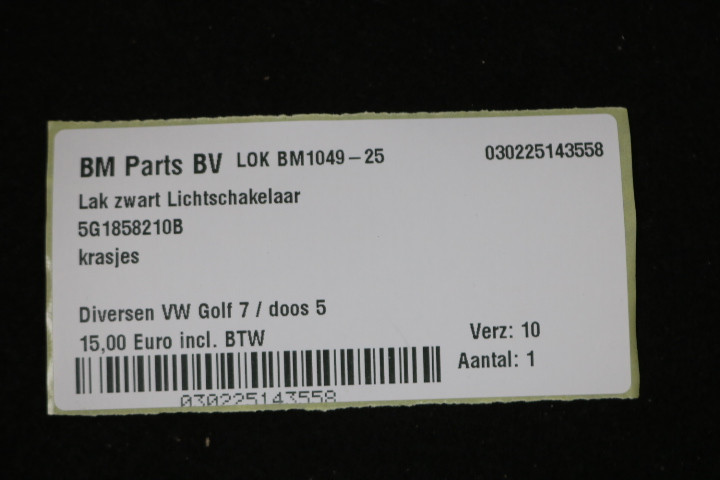 BM Parts BV LOK BM1049-25 030225143558
Lak zwart Lichtschakelaar
5G1858210B
krasjes
Diversen VW Golf 7 / doos 5
15,00 Euro incl. BTW Verz: 10
Aantal: 1
030225143558